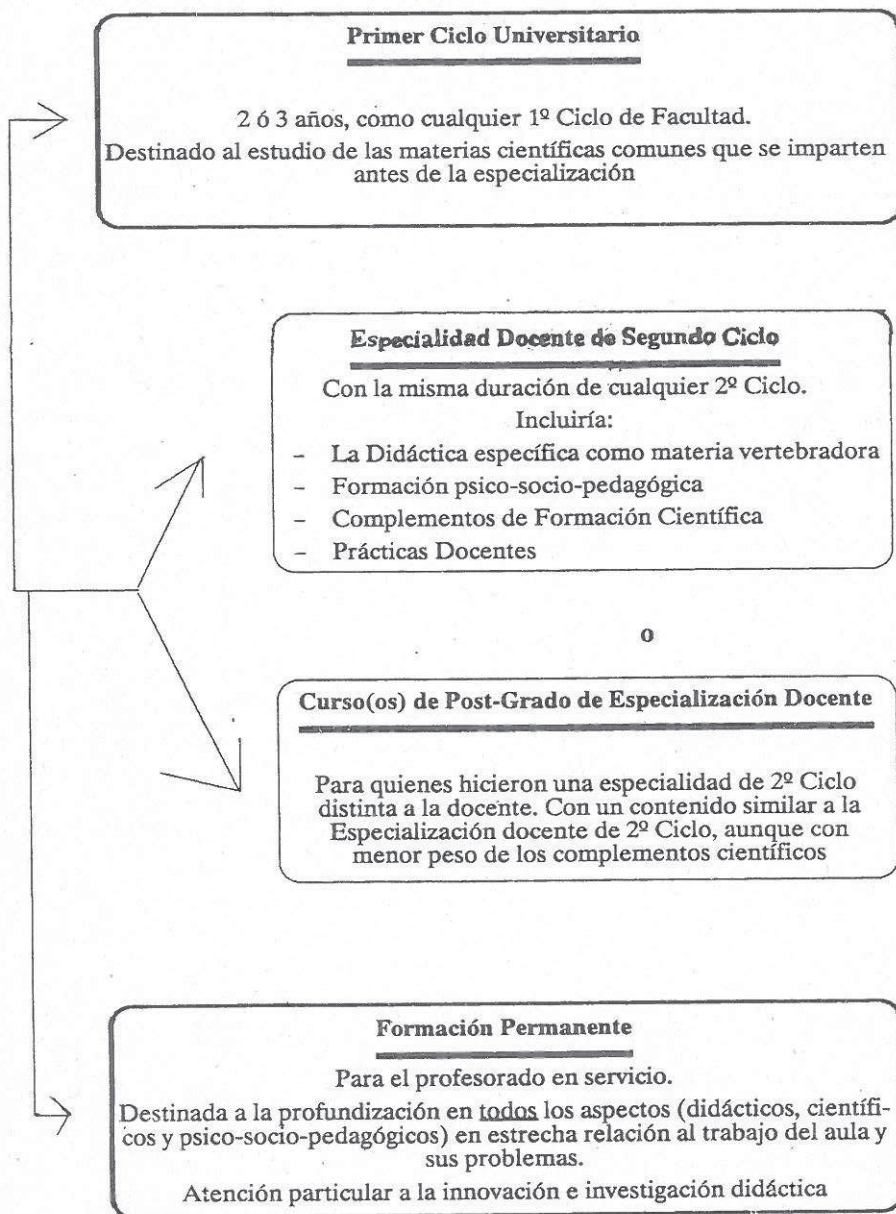 Primer Ciclo Universitario
2 ó 3 años, como cualquier 1º Ciclo de Facultad.
Destinado al estudio de las materias científicas comunes que se imparten
antes de la especialización
Especialidad Docente de Segundo Ciclo
Con la misma duración de cualquier 2º Ciclo.
Incluiría:
- La Didáctica específica como materia vertebradora
- Formación psico-socio-pedagógica
- Complementos de Formación Científica
- Prácticas Docentes
o
Curso(os) de Post-Grado de Especialización Docente
Para quienes hicieron una especialidad de 2º Ciclo
distinta a la docente. Con un contenido similar a la
Especialización docente de 2º Ciclo, aunque con
menor peso de los complementos científicos
Formación Permanente
Para el profesorado en servicio.
Destinada a la profundización en todos los aspectos (didácticos, científi-
cos y psico-socio-pedagógicos) en estrecha relación al trabajo del aula y
sus problemas.
Atención particular a la innovación e investigación didáctica